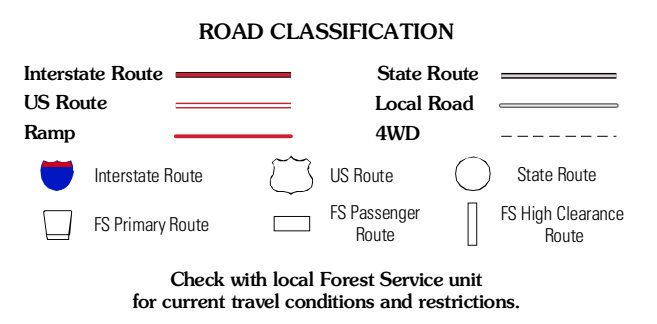 ROAD CLASSIFICATION
Interstate Route
State Route
US Route
Local Road
Ramp
4WD
Interstate Route
US Route
State Route
FS Primary Route
FS Passenger
Route
FS High Clearance
Route
Check with local Forest Service unit
for current travel conditions and restrictions.